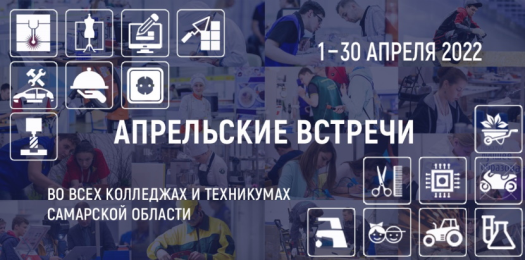 1–30 АПРЕЛЯ 2022
АПРЕЛЬСКИЕ ВСТРЕЧИ
ВО ВСЕХ КОЛЛЕДЖАХ И ТЕХНИКУМАХ
САМАРСКОЙ ОБЛАСТИ